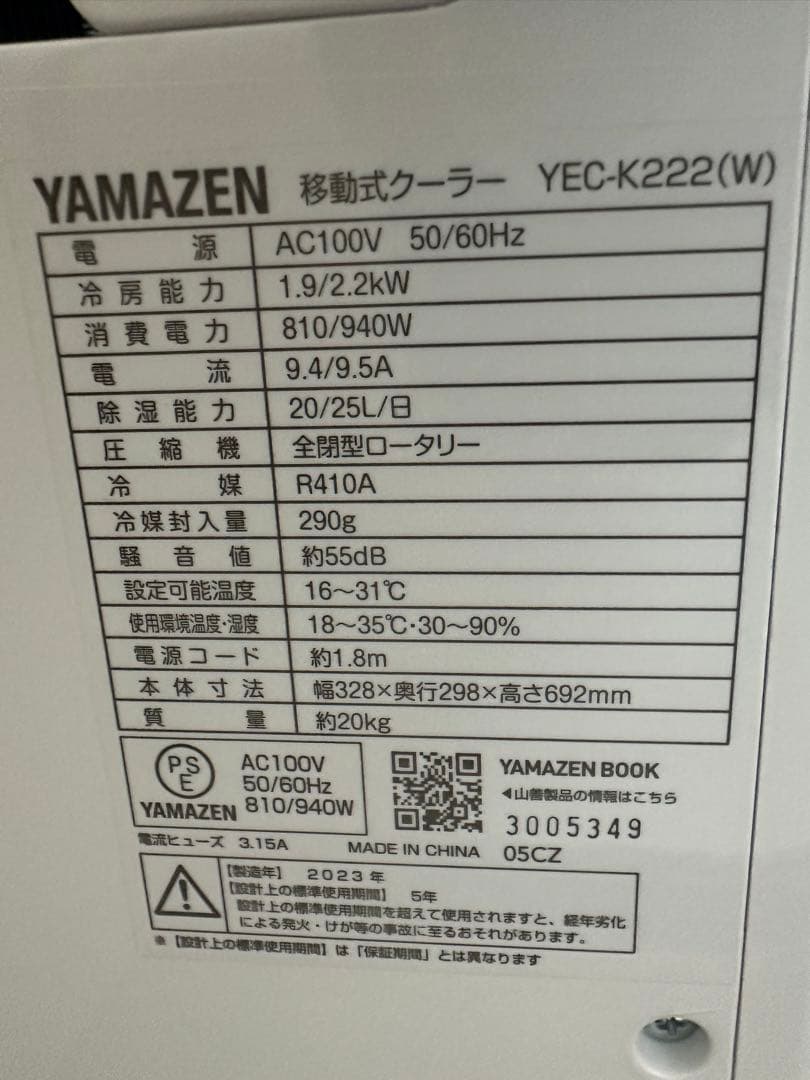 YAMAZEN 移動式クーラー YEC-K222(W)
電源 AC100V 50/60Hz
冷房能力 1.9/2.2kW
消費電力 810/940W
電流 9.4/9.5A
除湿能力 20/25L/日
圧縮機 全閉型ロータリー
冷媒 R410A
冷媒封入量 290g
騒音値 約55dB
設定可能温度 16～31℃
使用環境温度・湿度 18～35℃・30～90%
電源コード 約1.8m
本体寸法 幅328×奥行298×高さ692mm
質量 約20kg
PSE
YAMAZEN
AC100V
50/60Hz
810/940W
YAMAZEN BOOK
◀山善製品の情報はこちら
3005349
電流ヒューズ 3.15A MADE IN CHINA 05CZ
【製造年】 2023年
【設計上の標準使用期間】 5年
設計上の標準使用期間を超えて使用されますと、経年劣化
による発火・けが等の事故に至るおそれがあります。
※【設計上の標準使用期間】は「保証期間」とは異なります